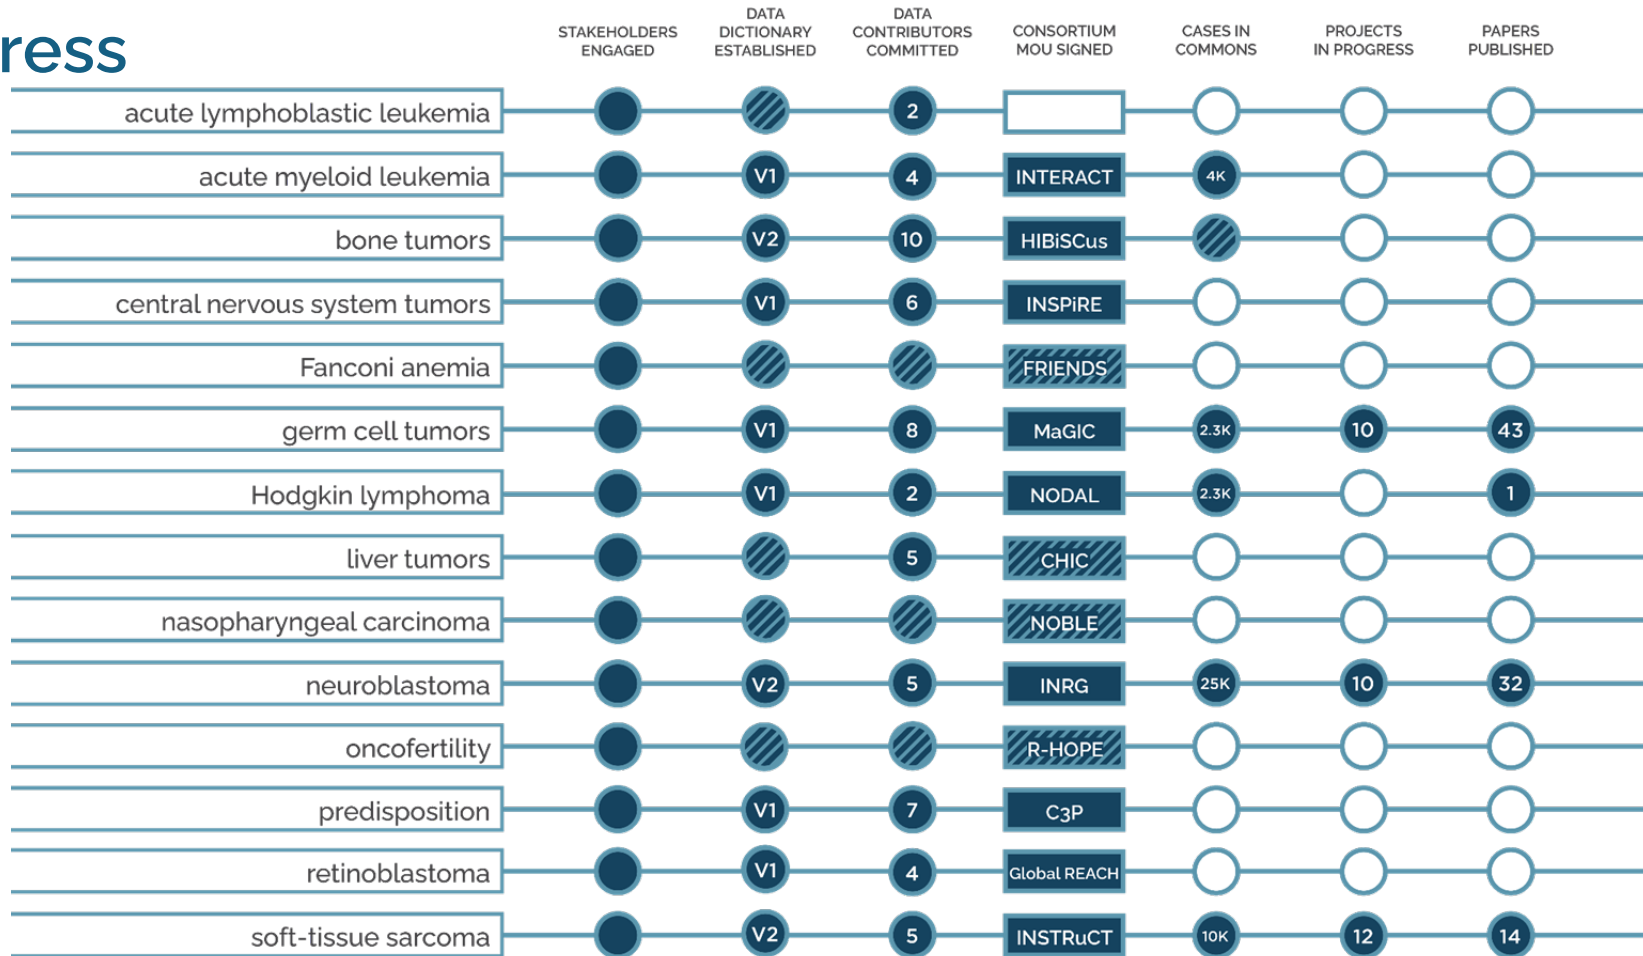 ress
STAKEHOLDERS
ENGAGED
DATA
DICTIONARY
ESTABLISHED
DATA
CONTRIBUTORS
COMMITTED
CONSORTIUM
MOU SIGNED
CASES IN
COMMONS
PROJECTS
IN PROGRESS
PAPERS
PUBLISHED
acute lymphoblastic leukemia 2
acute myeloid leukemia V1 4 INTERACT 4K
bone tumors V2 10 HIBiSCus
central nervous system tumors V1 6 INSPiRE
Fanconi anemia FRIENDS
germ cell tumors V1 8 MaGIC 2.3K 10 43
Hodgkin lymphoma V1 2 NODAL 2.3K 1
liver tumors 5 CHIC
nasopharyngeal carcinoma NOBLE
neuroblastoma V2 5 INRG 25K 10 32
oncofertility R-HOPE
predisposition V1 7 C3P
retinoblastoma V1 4 Global REACH
soft-tissue sarcoma V2 5 INSTRuCT 10K 12 14